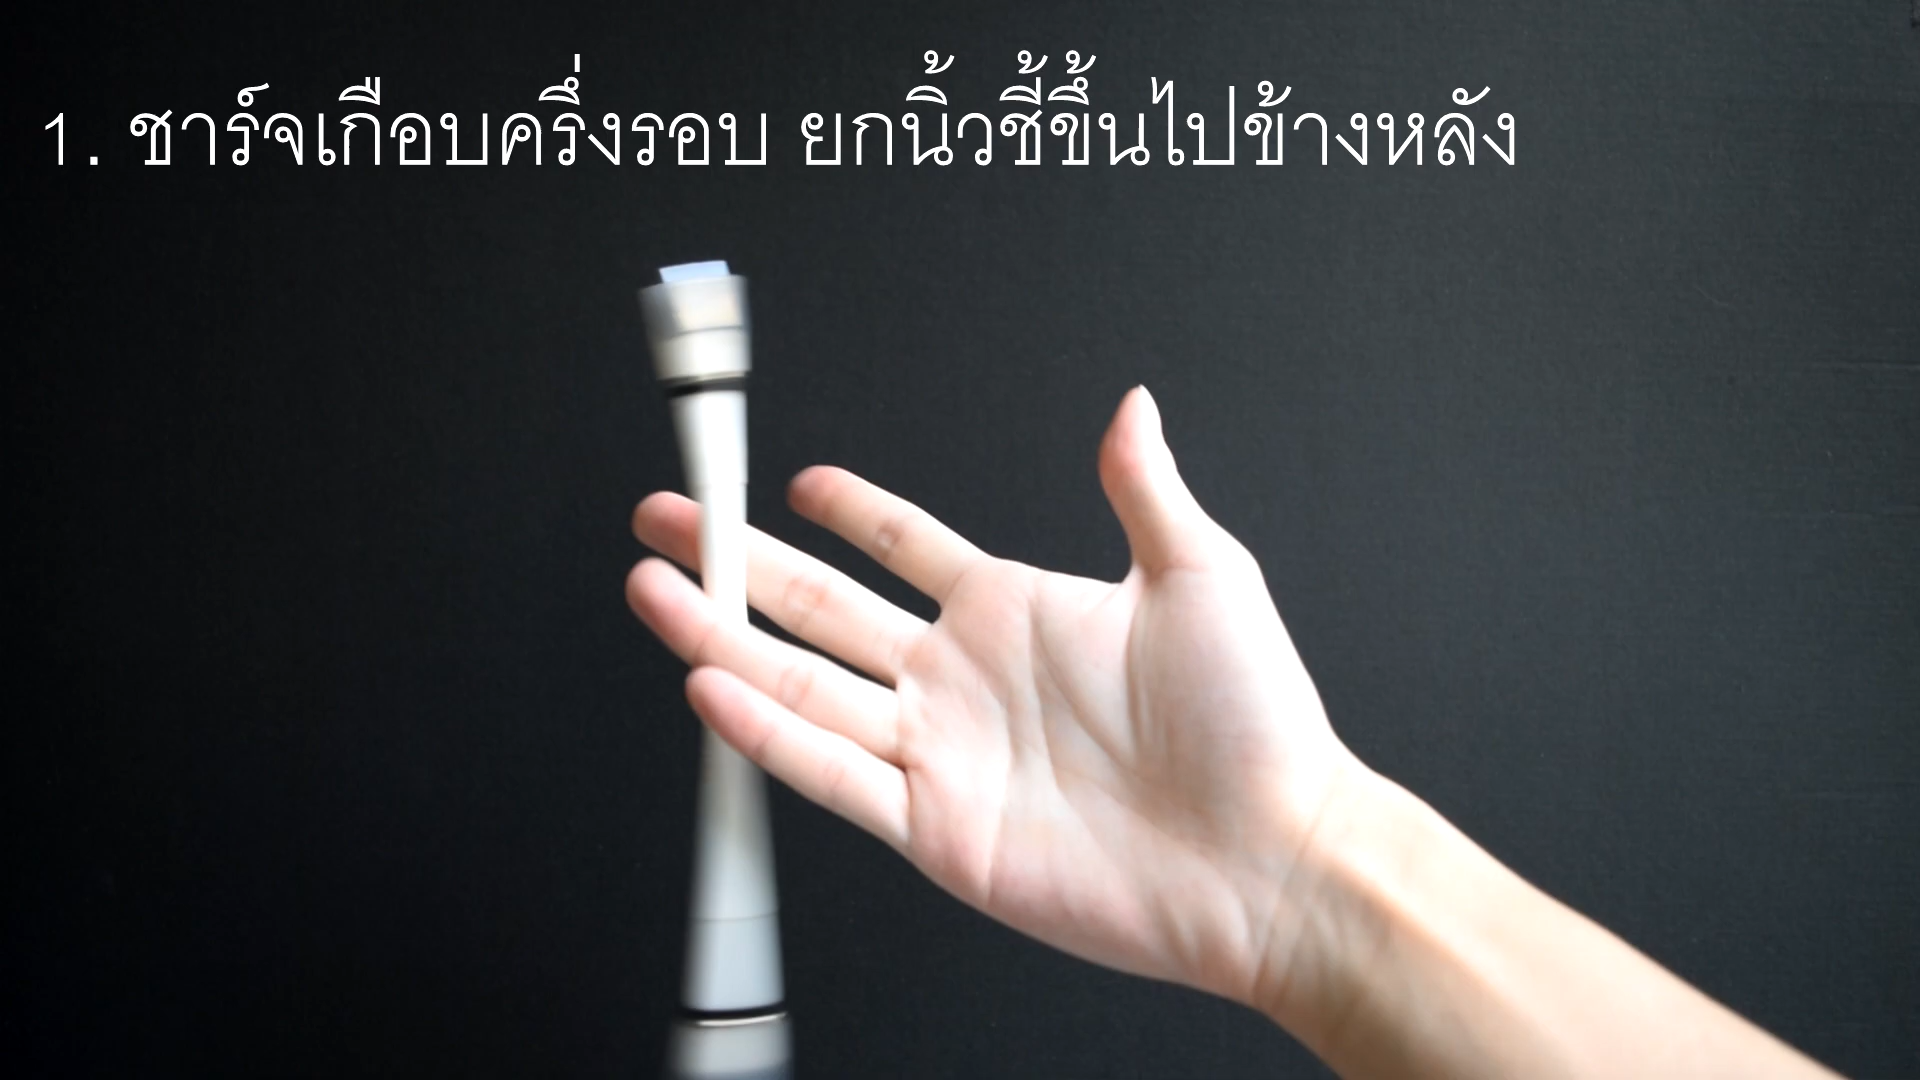 1. ชาร์จเกือบครึ่งรอบ ยกนิ้วชี้ขึ้นไปข้างหลัง